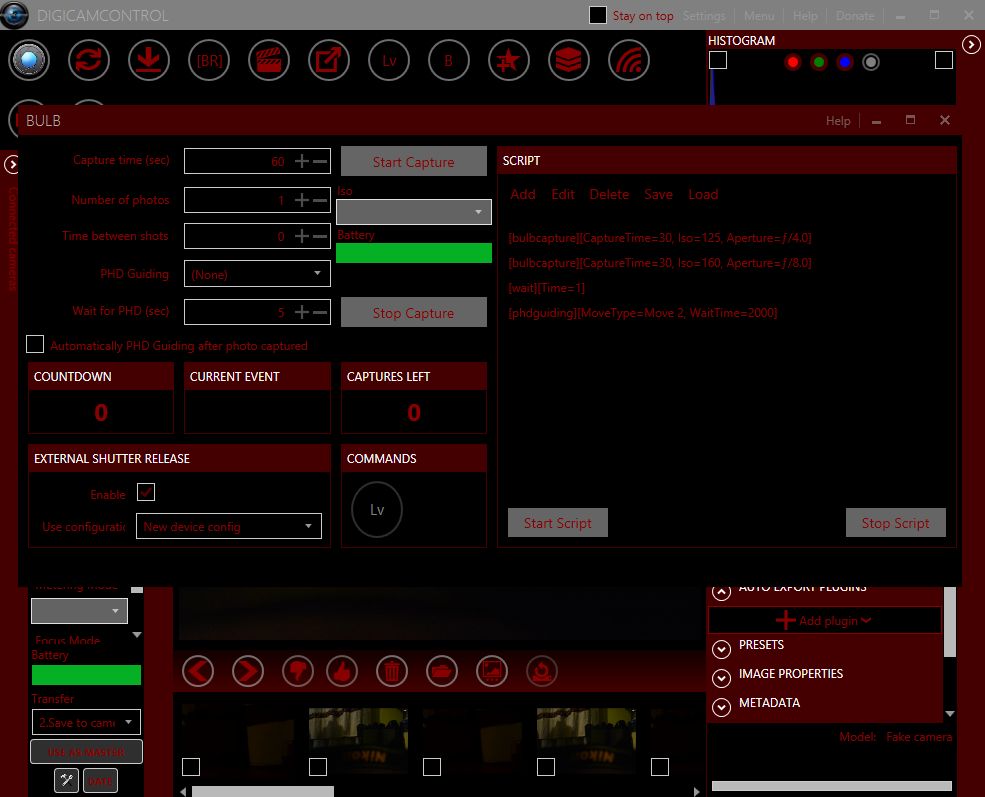 DIGICAMCONTROL
Stay on top Settings Menu Help Donate
[BR] Lv B
HISTOGRAM
BULB
Help
Connected cameras
Capture time (sec) 60 Start Capture
Number of photos 1
Iso
Time between shots 0
Battery
PHD Guiding (None)
Wait for PHD (sec) 5 Stop Capture
Automatically PHD Guiding after photo captured
COUNTDOWN CURRENT EVENT CAPTURES LEFT
0 0
EXTERNAL SHUTTER RELEASE COMMANDS
Enable
Lv
Use configuratic New device config
SCRIPT
Add Edit Delete Save Load
[bulbcapture][CaptureTime=30, Iso=125, Aperture=ƒ/4.0]
[bulbcapture][CaptureTime=30, Iso=160, Aperture=ƒ/8.0]
[wait][Time=1]
[phdguiding][MoveType=Move 2, WaitTime=2000]
Start Script Stop Script
Metering Mode
Focus Mode
Battery
Transfer
2.Save to cam
USE AS MASTER
DATE
NIKON
AUTO EXPORT PLUGINS
Add plugin
PRESETS
IMAGE PROPERTIES
METADATA
Model: Fake camera